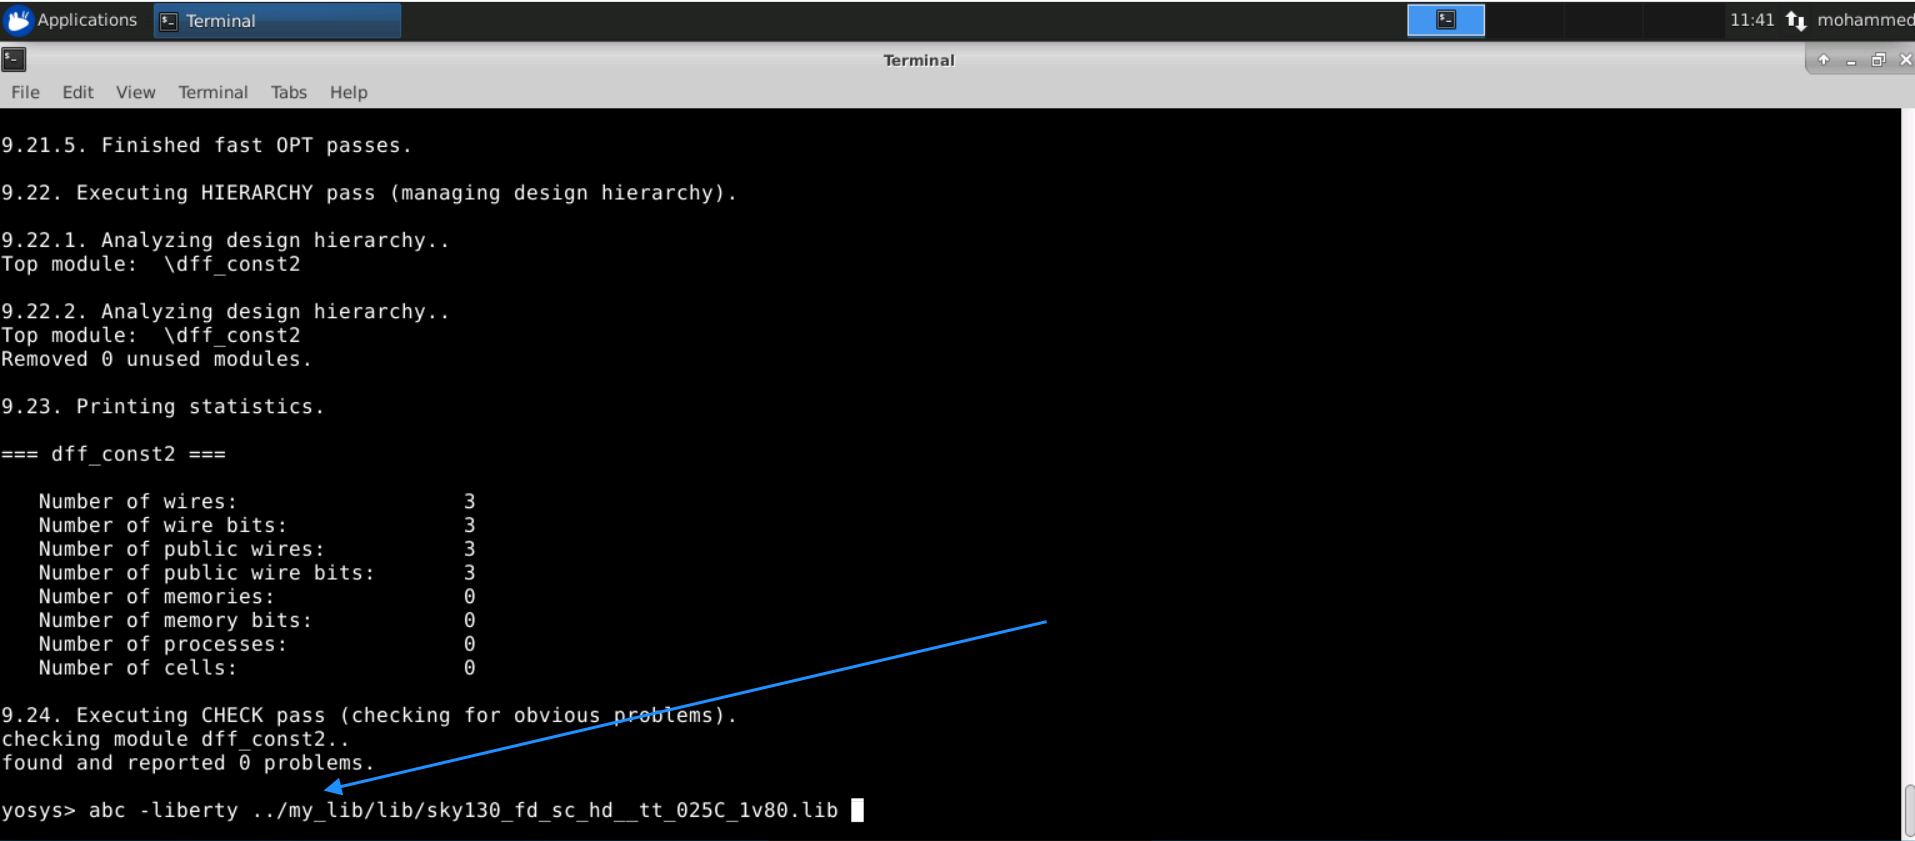 Applications
Terminal
11:41
mohammed
Terminal
File Edit View Terminal Tabs Help
9.21.5. Finished fast OPT passes.
9.22. Executing HIERARCHY pass (managing design hierarchy).
9.22.1. Analyzing design hierarchy..
Top module:  \dff_const2
9.22.2. Analyzing design hierarchy..
Top module:  \dff_const2
Removed 0 unused modules.
9.23. Printing statistics.
=== dff_const2 ===
Number of wires: 3
Number of wire bits: 3
Number of public wires: 3
Number of public wire bits: 3
Number of memories: 0
Number of memory bits: 0
Number of processes: 0
Number of cells: 0
9.24. Executing CHECK pass (checking for obvious problems).
checking module dff_const2..
found and reported 0 problems.
yosys> abc -liberty ../my_lib/lib/sky130_fd_sc_hd__tt_025C_1v80.lib